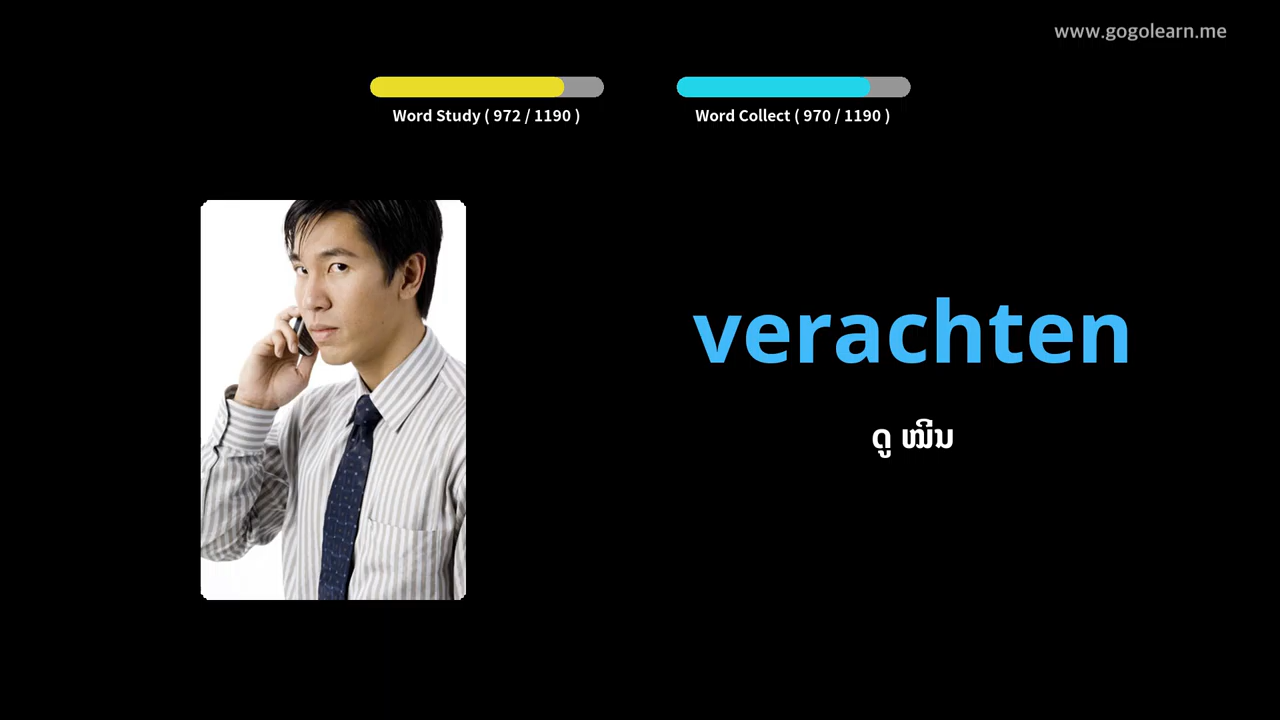 www.gogolearn.me
Word Study ( 972 / 1190 )
Word Collect ( 970 / 1190 )
verachten
ດູ ໝີ່ນ